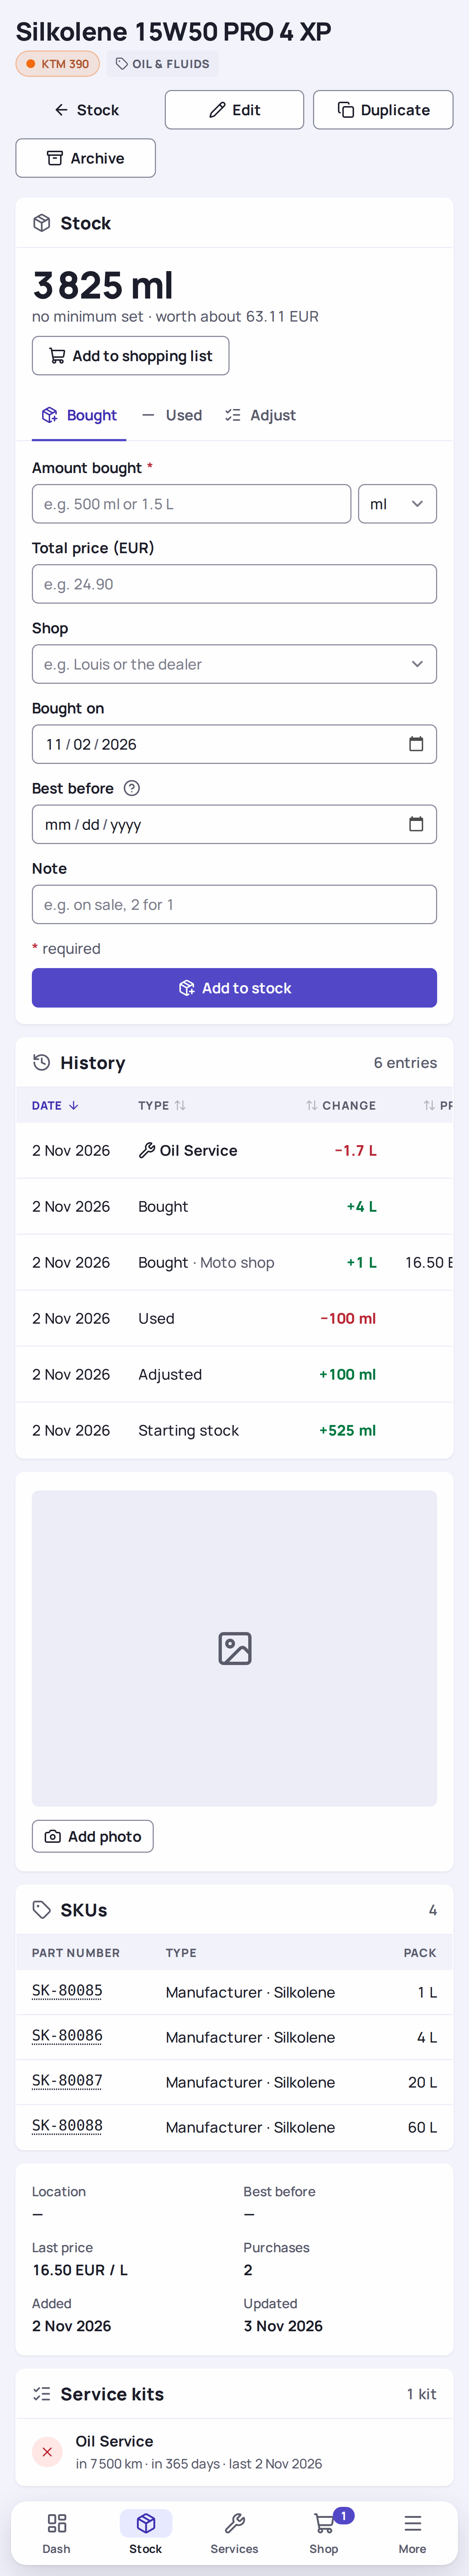 Silkolene 15W50 PRO 4 XP
KTM 390
OIL & FLUIDS
Stock
Edit
Duplicate
Archive
Stock
3 825 ml
no minimum set · worth about 63.11 EUR
Add to shopping list
Bought
Used
Adjust
Amount bought *
e.g. 500 ml or 1.5 L
ml
Total price (EUR)
e.g. 24.90
Shop
e.g. Louis or the dealer
Bought on
11 / 02 / 2026
Best before
mm / dd / yyyy
Note
e.g. on sale, 2 for 1
* required
Add to stock
History
6 entries
DATE TYPE CHANGE PR
2 Nov 2026 Oil Service −1.7 L
2 Nov 2026 Bought +4 L
2 Nov 2026 Bought · Moto shop +1 L 16.50 E
2 Nov 2026 Used −100 ml
2 Nov 2026 Adjusted +100 ml
2 Nov 2026 Starting stock +525 ml
Add photo
SKUs
4
PART NUMBER TYPE PACK
SK-80085 Manufacturer · Silkolene 1 L
SK-80086 Manufacturer · Silkolene 4 L
SK-80087 Manufacturer · Silkolene 20 L
SK-80088 Manufacturer · Silkolene 60 L
Location
—
Best before
—
Last price
16.50 EUR / L
Purchases
2
Added
2 Nov 2026
Updated
3 Nov 2026
Service kits
1 kit
Oil Service
in 7 500 km · in 365 days · last 2 Nov 2026
Dash
Stock
Services
1
Shop
More